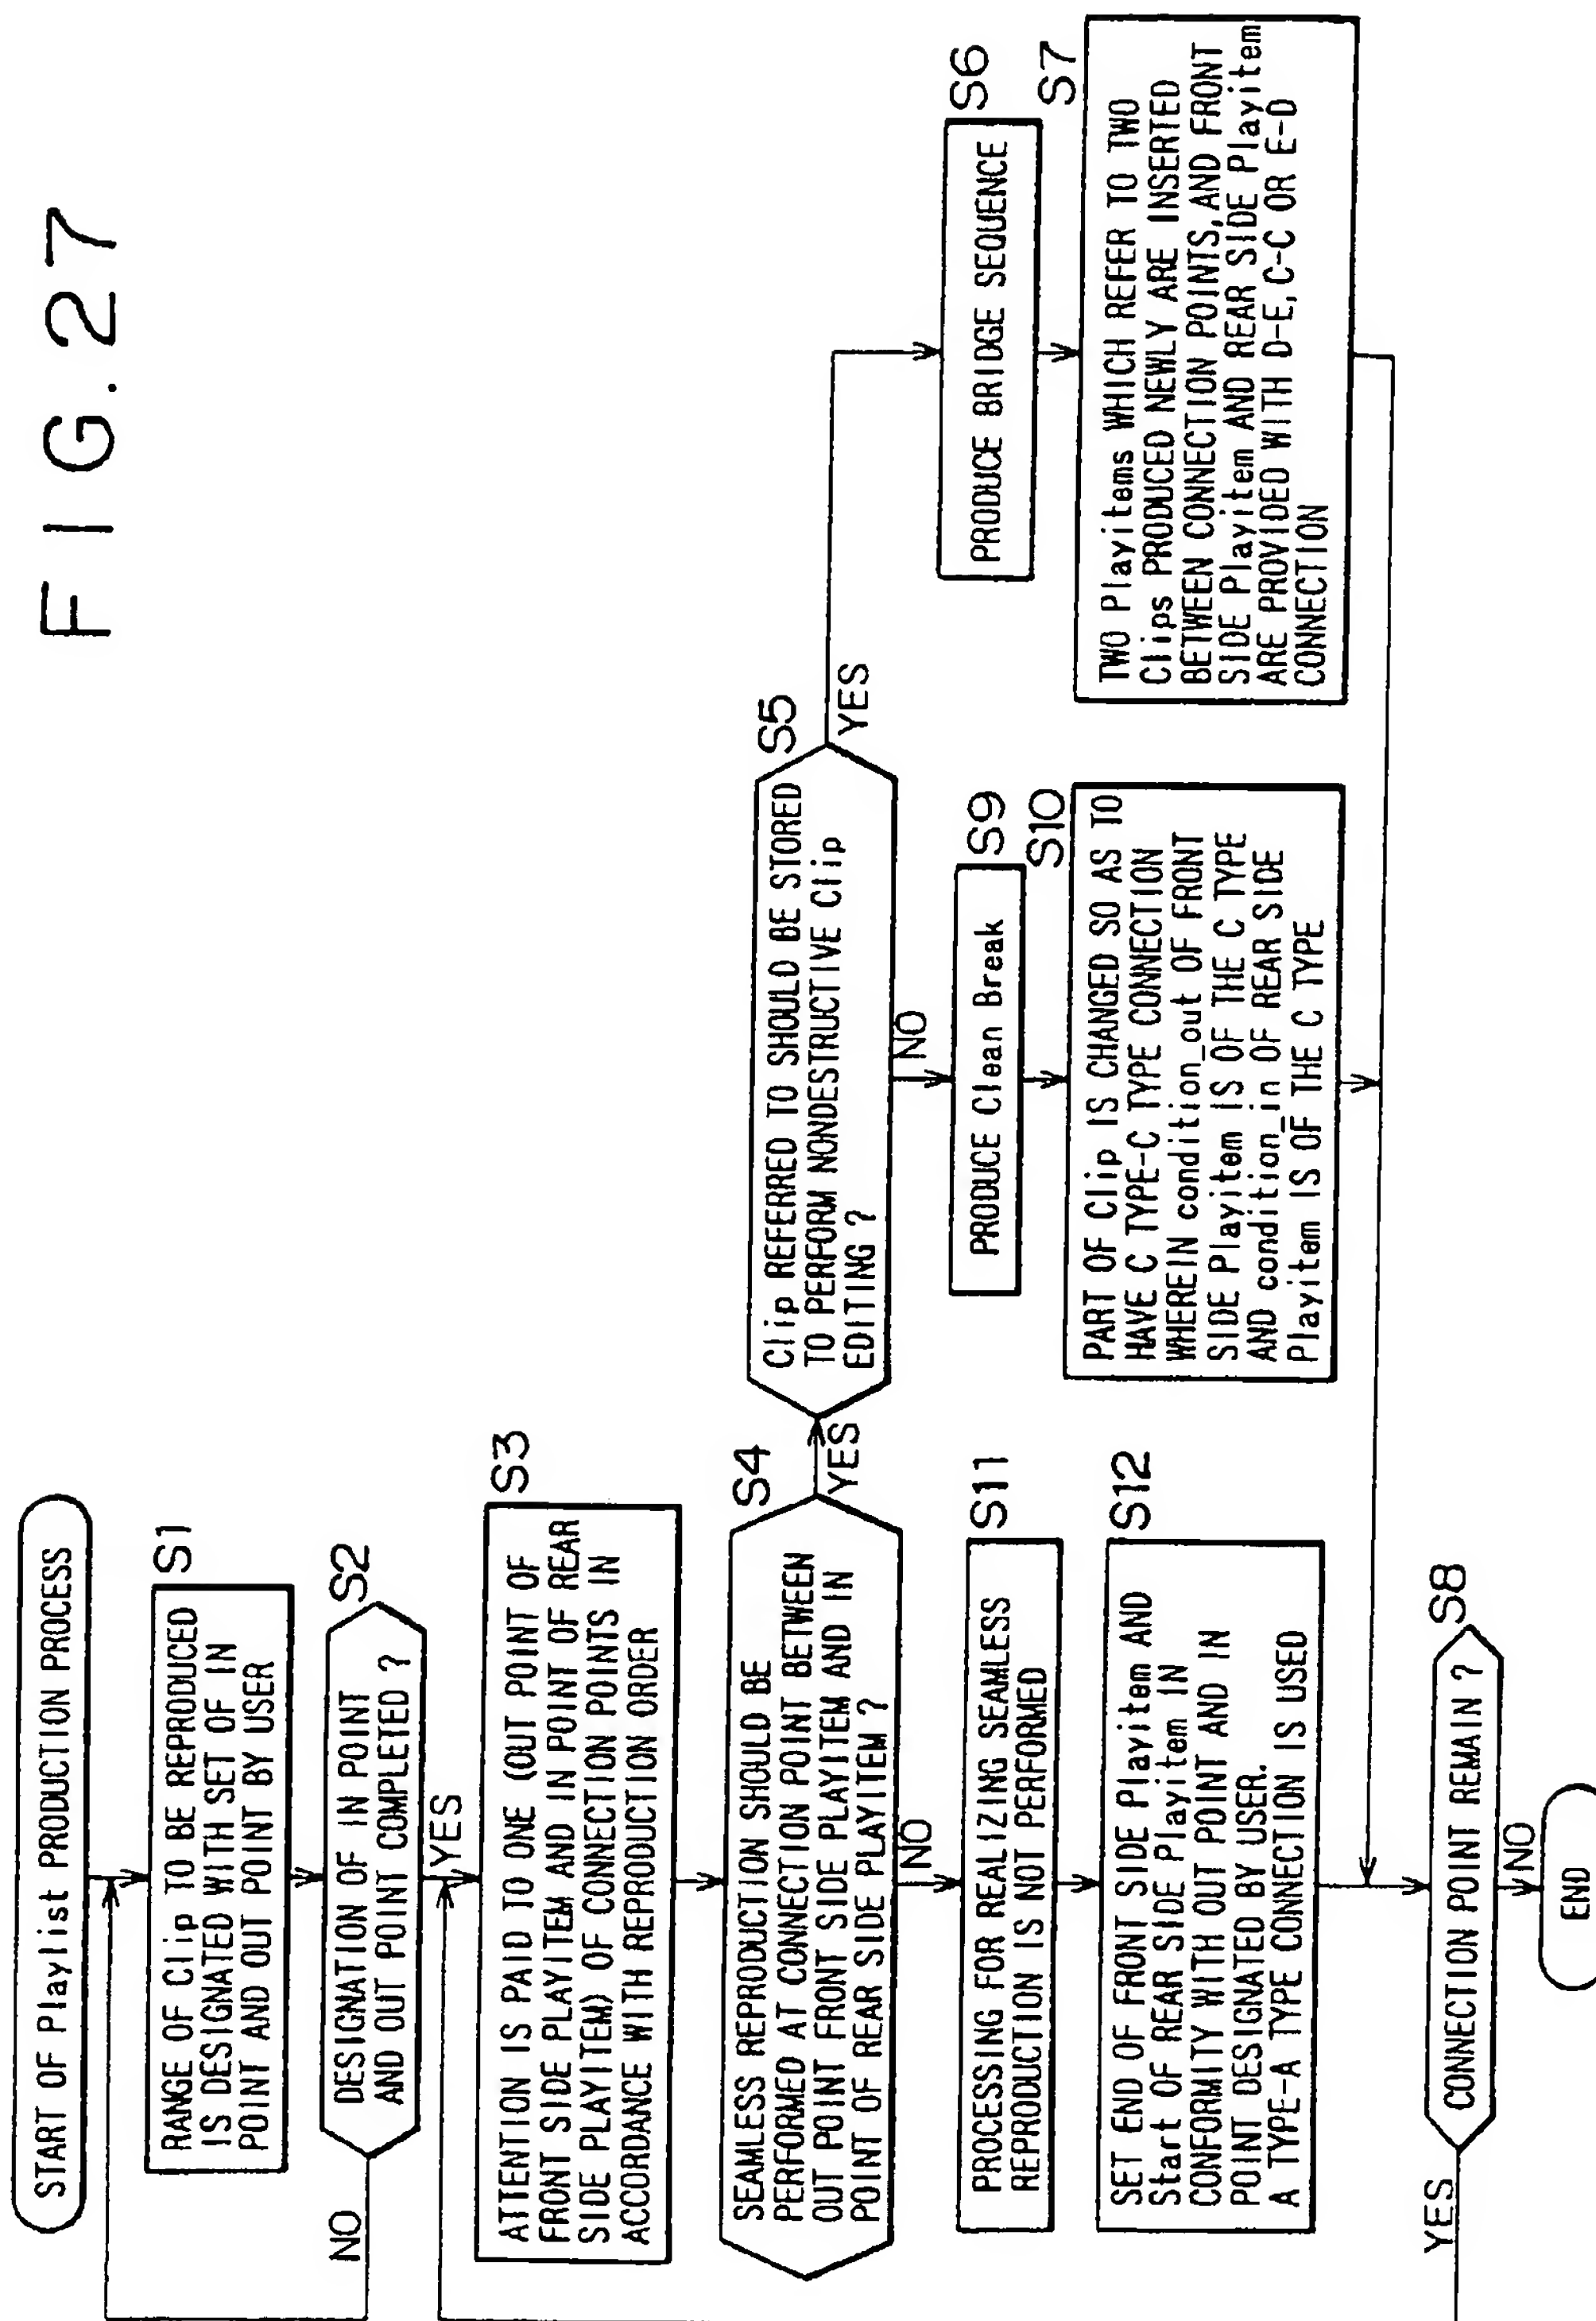 FIG.27
START OF Playlist PRODUCTION PROCESS
S1
RANGE OF Clip TO BE REPRODUCED
IS DESIGNATED WITH SET OF IN
POINT AND OUT POINT BY USER
S2
DESIGNATION OF IN POINT
AND OUT POINT COMPLETED ?
NO
YES
S3
ATTENTION IS PAID TO ONE (OUT POINT OF
FRONT SIDE PLAYITEM AND IN POINT OF REAR
SIDE PLAYITEM) OF CONNECTION POINTS IN
ACCORDANCE WITH REPRODUCTION ORDER
S4
SEAMLESS REPRODUCTION SHOULD BE
PERFORMED AT CONNECTION POINT BETWEEN
OUT POINT FRONT SIDE PLAYITEM AND IN
POINT OF REAR SIDE PLAYITEM ?
YES
NO
S5
Clip REFERRED TO SHOULD BE STORED
TO PERFORM NONDESTRUCTIVE Clip
EDITING ?
YES
NO
S6
PRODUCE BRIDGE SEQUENCE
S7
TWO Playitems WHICH REFER TO TWO
Clips PRODUCED NEWLY ARE INSERTED
BETWEEN CONNECTION POINTS, AND FRONT
SIDE Playitem AND REAR SIDE Playitem
ARE PROVIDED WITH D-E, C-C OR E-D
CONNECTION
S9
PRODUCE Clean Break
S10
PART OF Clip IS CHANGED SO AS TO
HAVE C TYPE-C TYPE CONNECTION
WHEREIN condition_out OF FRONT
SIDE Playitem IS OF THE C TYPE
AND condition_in OF REAR SIDE
Playitem IS OF THE C TYPE
S11
PROCESSING FOR REALIZING SEAMLESS
REPRODUCTION IS NOT PERFORMED
S12
SET END OF FRONT SIDE Playitem AND
Start OF REAR SIDE Playitem IN
CONFORMITY WITH OUT POINT AND IN
POINT DESIGNATED BY USER.
A TYPE-A TYPE CONNECTION IS USED
S8
CONNECTION POINT REMAIN ?
YES
NO
END